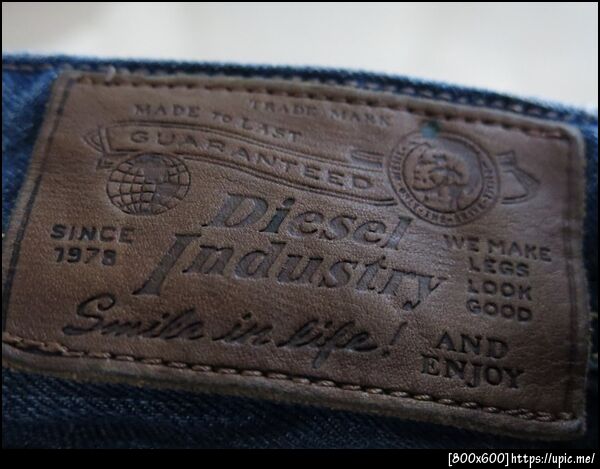 TRADE MARK
MADE TO LAST
GUARANTEED
Diesel
Industry
SINCE
1978
WE MAKE
LEGS
LOOK
GOOD
AND
ENJOY
Smile in life!
[800x600]https://upic.me/